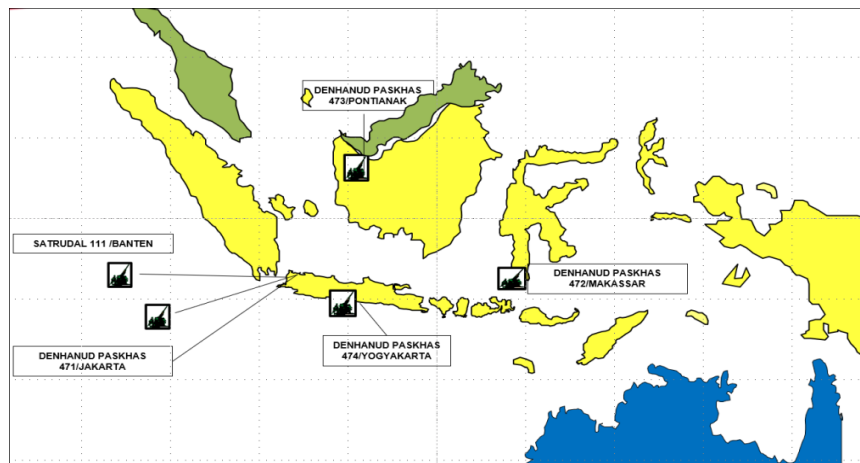 DENHANUD PASKHAS
473/PONTIANAK
SATRUDAL 111 /BANTEN
DENHANUD PASKHAS
472/MAKASSAR
DENHANUD PASKHAS
474/YOGYAKARTA
DENHANUD PASKHAS
471/JAKARTA